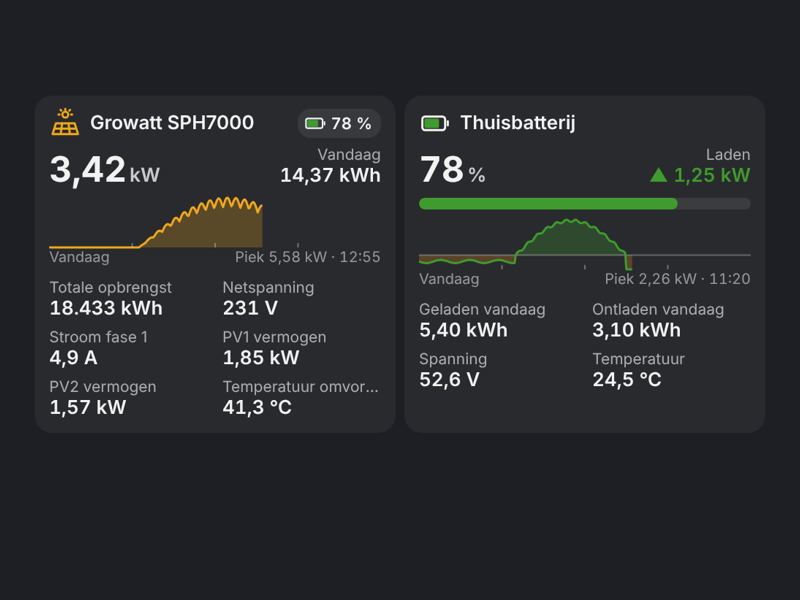 Growatt SPH7000
78 %
3,42 kW
Vandaag
14,37 kWh
Vandaag
Piek 5,58 kW · 12:55
Totale opbrengst
18.433 kWh
Netspanning
231 V
Stroom fase 1
4,9 A
PV1 vermogen
1,85 kW
PV2 vermogen
1,57 kW
Temperatuur omvor...
41,3 °C
Thuisbatterij
78 %
Laden
▲ 1,25 kW
Vandaag
Piek 2,26 kW · 11:20
Geladen vandaag
5,40 kWh
Ontladen vandaag
3,10 kWh
Spanning
52,6 V
Temperatuur
24,5 °C